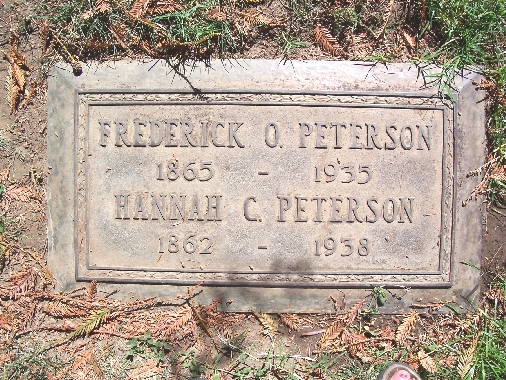 FREDERICK O. PETERSON
1865 - 1935
HANNAH C. PETERSON
1862 - 1938